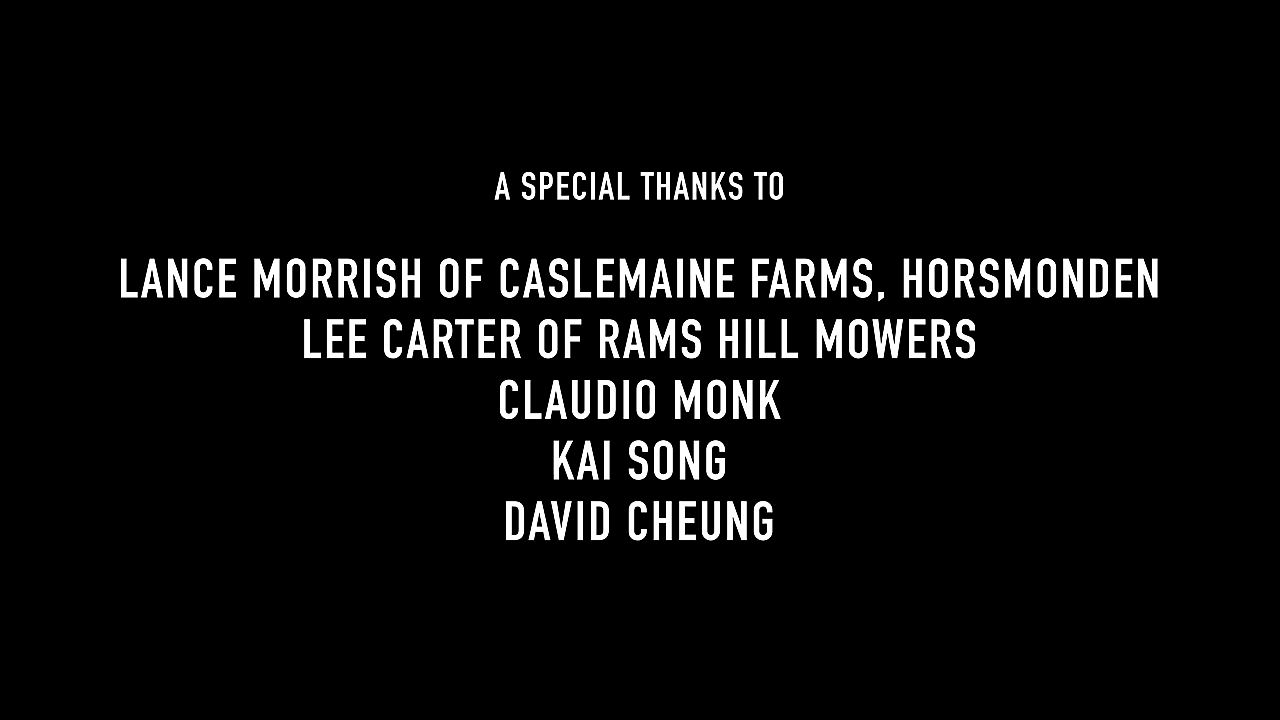 A SPECIAL THANKS TO
LANCE MORRISH OF CASLEMAINE FARMS, HORSMONDEN
LEE CARTER OF RAMS HILL MOWERS
CLAUDIO MONK
KAI SONG
DAVID CHEUNG